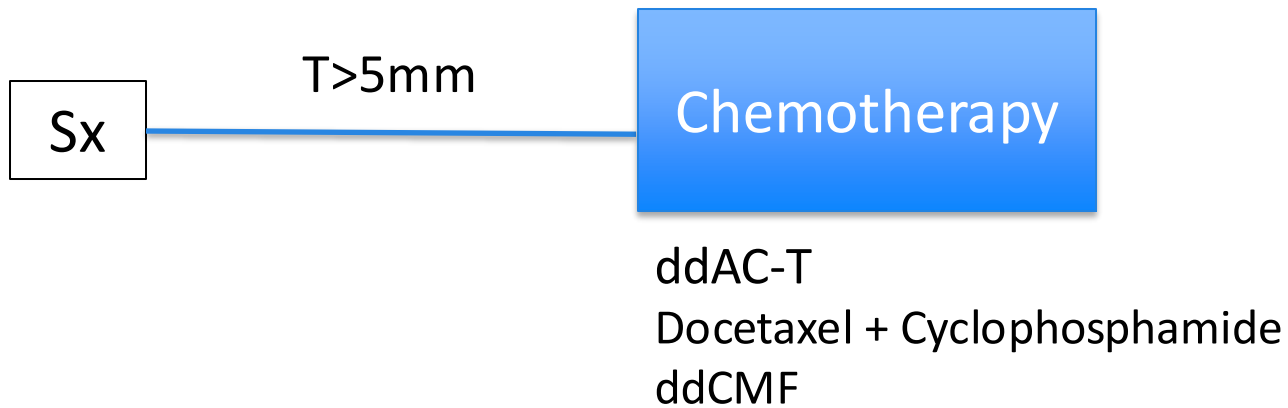 T>5mm
Sx
Chemotherapy
ddAC-T
Docetaxel + Cyclophosphamide
ddCMF